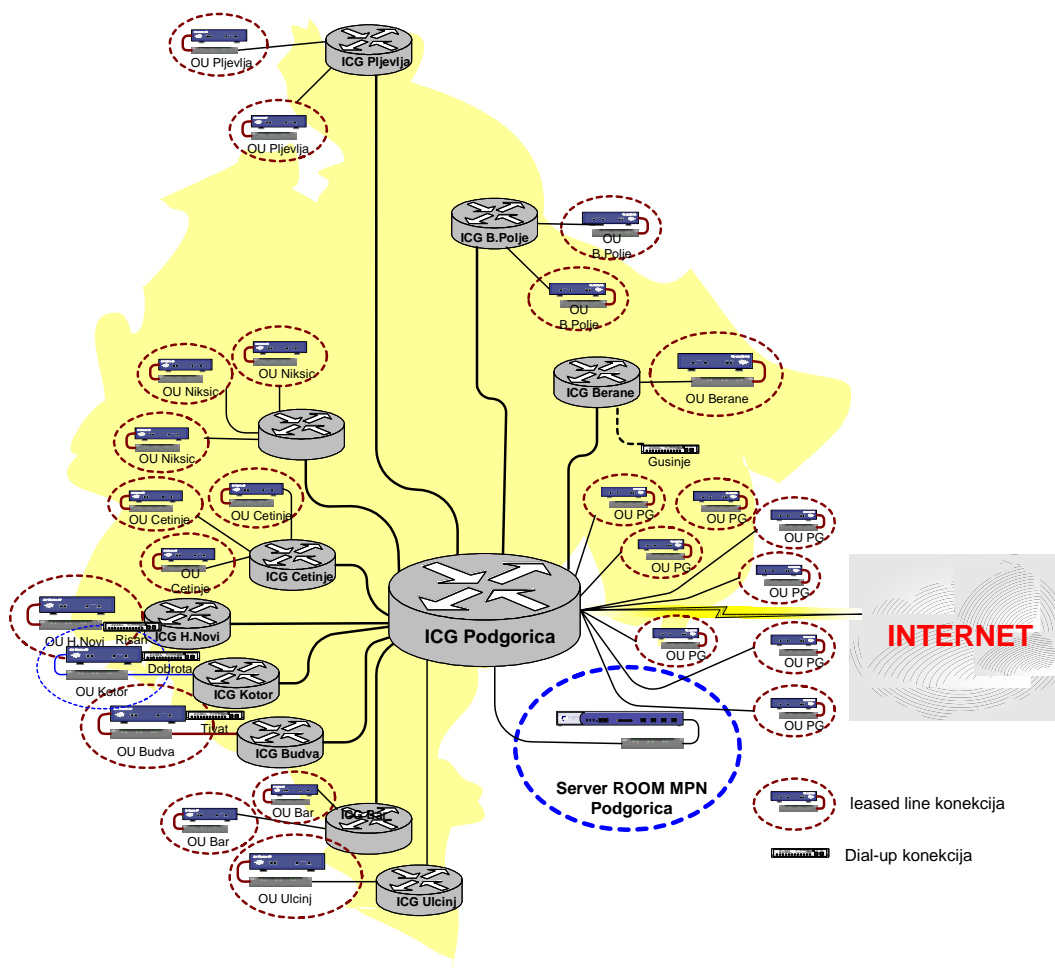 OU Pljevlja
ICG Pljevlja
OU Pljevlja
ICG B.Polje
OU
B.Polje
OU
B.Polje
OU Niksic
OU Niksic
OU Niksic
ICG Berane
OU Berane
Gusinje
OU Cetinje
OU Cetinje
OU
Cetinje
ICG Cetinje
OU PG
OU PG
OU PG
OU PG
OU PG
OU PG
OU PG
OU H.Novi
Risan
ICG H.Novi
ICG Podgorica
INTERNET
Dobrota
OU Kotor
ICG Kotor
Tivat
OU Budva
ICG Budva
Server ROOM MPN
Podgorica
OU Bar
OU Bar
ICG Bar
OU Ulcinj
ICG Ulcinj
leased line konekcija
Dial-up konekcija